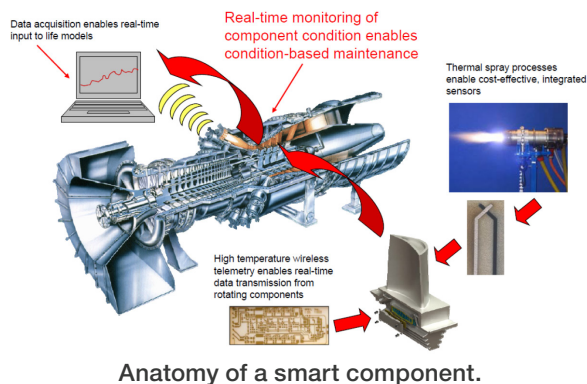 Data acquisition enables real-time
input to life models
Real-time monitoring of
component condition enables
condition-based maintenance
Thermal spray processes
enable cost-effective, integrated
sensors
High temperature wireless
telemetry enables real-time
data transmission from
rotating components
Anatomy of a smart component.